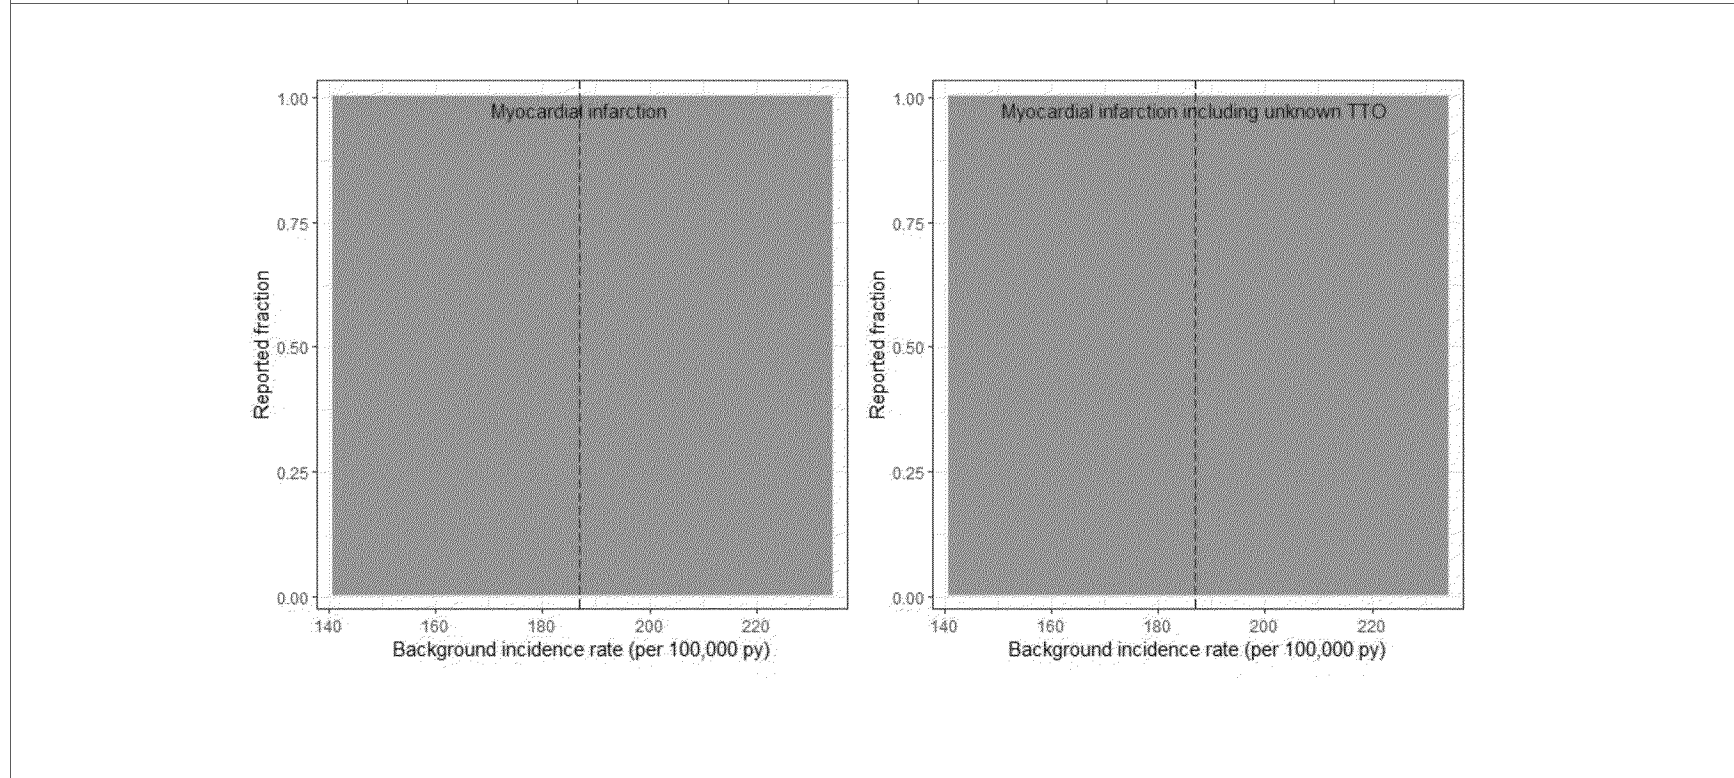 Myocardial infarction
1.00
0.75
0.50
0.25
0.00
Reported fraction
140 160 180 200 220
Background incidence rate (per 100,000 py)
Myocardial infarction including unknown TTO
1.00
0.75
0.50
0.25
0.00
Reported fraction
140 160 180 200 220
Background incidence rate (per 100,000 py)